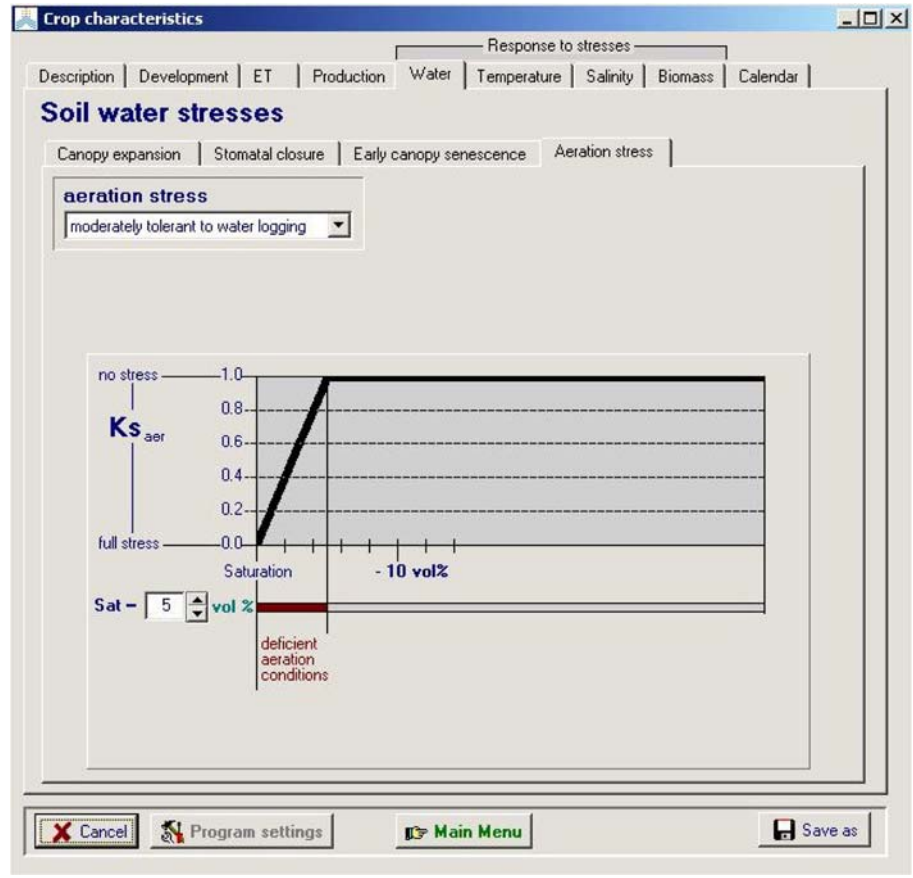 Crop characteristics
Response to stresses
Description Development ET Production Water Temperature Salinity Biomass Calendar
Soil water stresses
Canopy expansion Stomatal closure Early canopy senescence Aeration stress
aeration stress
moderately tolerant to water logging
no stress 1.0
0.8
Ks aer
0.6
0.4
0.2
full stress 0.0
Saturation - 10 vol%
Sat - 5 vol %
deficient
aeration
conditions
Cancel Program settings Main Menu Save as